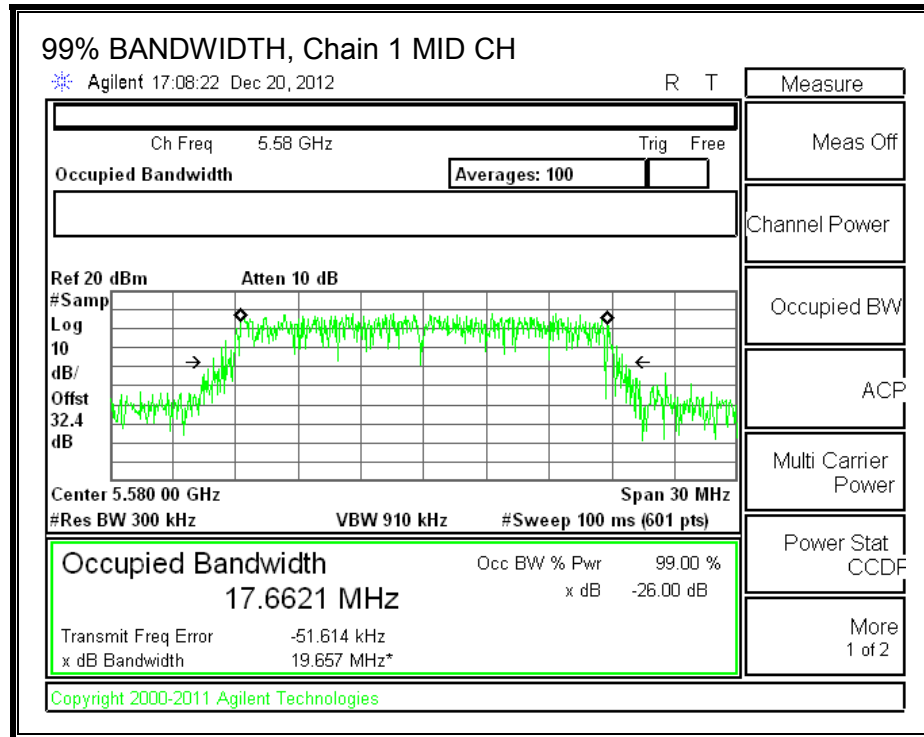 99% BANDWIDTH, Chain 1 MID CH
Agilent 17:08:22 Dec 20, 2012 R T
Measure
Ch Freq 5.58 GHz Trig Free
Occupied Bandwidth Averages: 100
Meas Off
Channel Power
Occupied BW
ACP
Multi Carrier
Power
Power Stat
CCDF
More
1 of 2
Ref 20 dBm Atten 10 dB
#Samp
Log
10
dB/
Offst
32.4
dB
Center 5.580 00 GHz Span 30 MHz
#Res BW 300 kHz VBW 910 kHz #Sweep 100 ms (601 pts)
Occupied Bandwidth Occ BW % Pwr 99.00 %
17.6621 MHz x dB -26.00 dB
Transmit Freq Error -51.614 kHz
x dB Bandwidth 19.657 MHz*
Copyright 2000-2011 Agilent Technologies